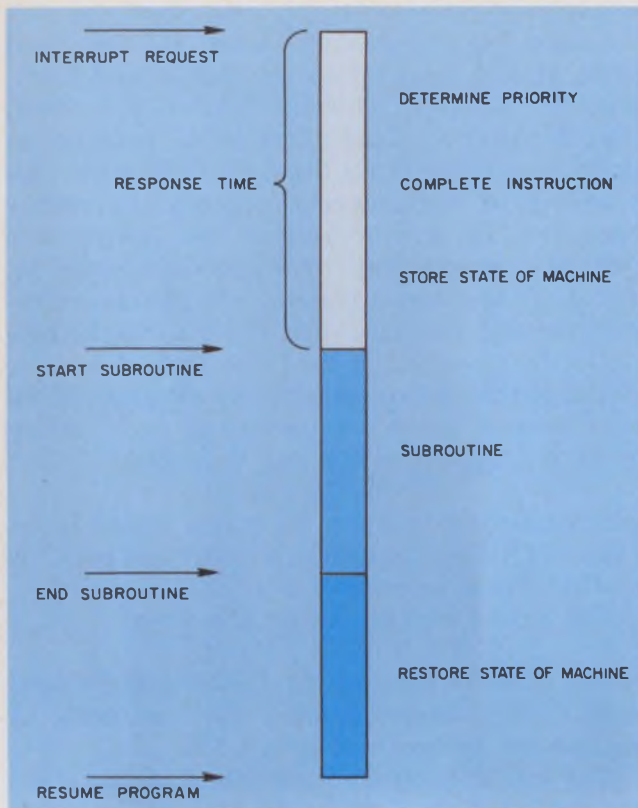 INTERRUPT REQUEST
DETERMINE PRIORITY
RESPONSE TIME
COMPLETE INSTRUCTION
STORE STATE OF MACHINE
START SUBROUTINE
SUBROUTINE
END SUBROUTINE
RESTORE STATE OF MACHINE
RESUME PROGRAM